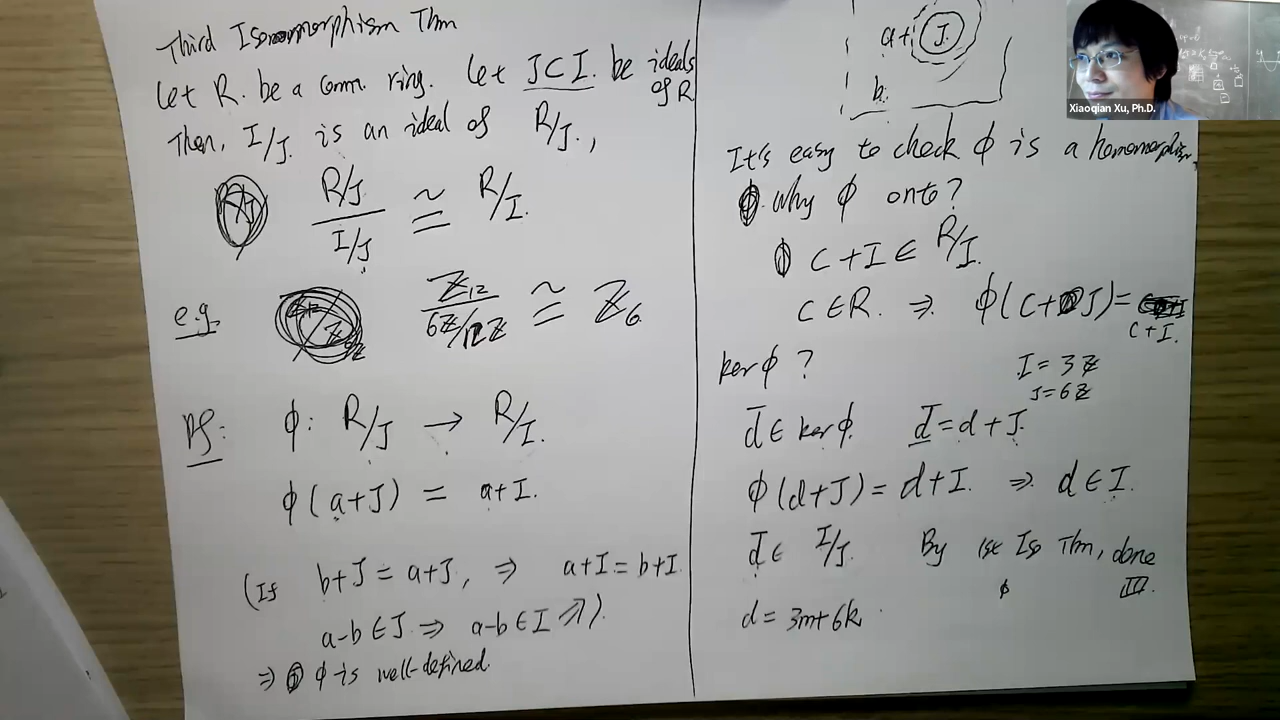 Third Isomorphism Thm
Let R be a comm. ring. Let J⊂I. be ideals of R
Then, I/J. is an ideal of R/J.,
(R/J)/(I/J) ≅ R/I.
e.g. (ℤ12)/(6ℤ/12ℤ) ≅ ℤ6
Pf: ϕ: R/J → R/I.
ϕ(a+J) = a+I.
(If b+J = a+J, ⇒ a+I = b+I
a-b ∈ J ⇒ a-b ∈ I ⇗).
⇒ ϕ is well-defined.
a+ J.
b.
It's easy to check ϕ is a homomorphism.
why ϕ onto?
c+I ∈ R/I.
c ∈ R. ⇒ ϕ(c+J) = c+I.
ker ϕ ?
I = 3ℤ
J = 6ℤ
d̄ ∈ ker ϕ. d̄ = d+J.
ϕ(d+J) = d+I. ⇒ d ∈ I.
d̄ ∈ I/J. By 1st Iso Thm, done
ϕ
d = 3m+6k.
Xiaoqian Xu, Ph.D.